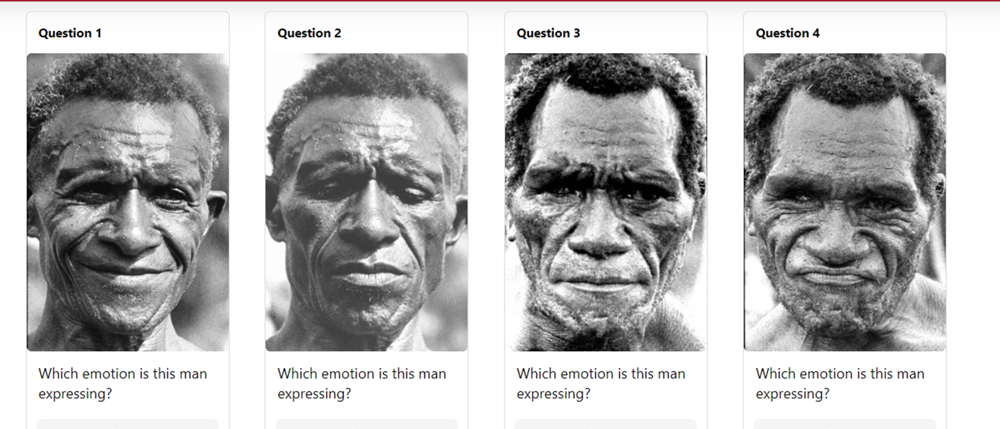 Question 1
Question 2
Question 3
Question 4
Which emotion is this man
expressing?
Which emotion is this man
expressing?
Which emotion is this man
expressing?
Which emotion is this man
expressing?